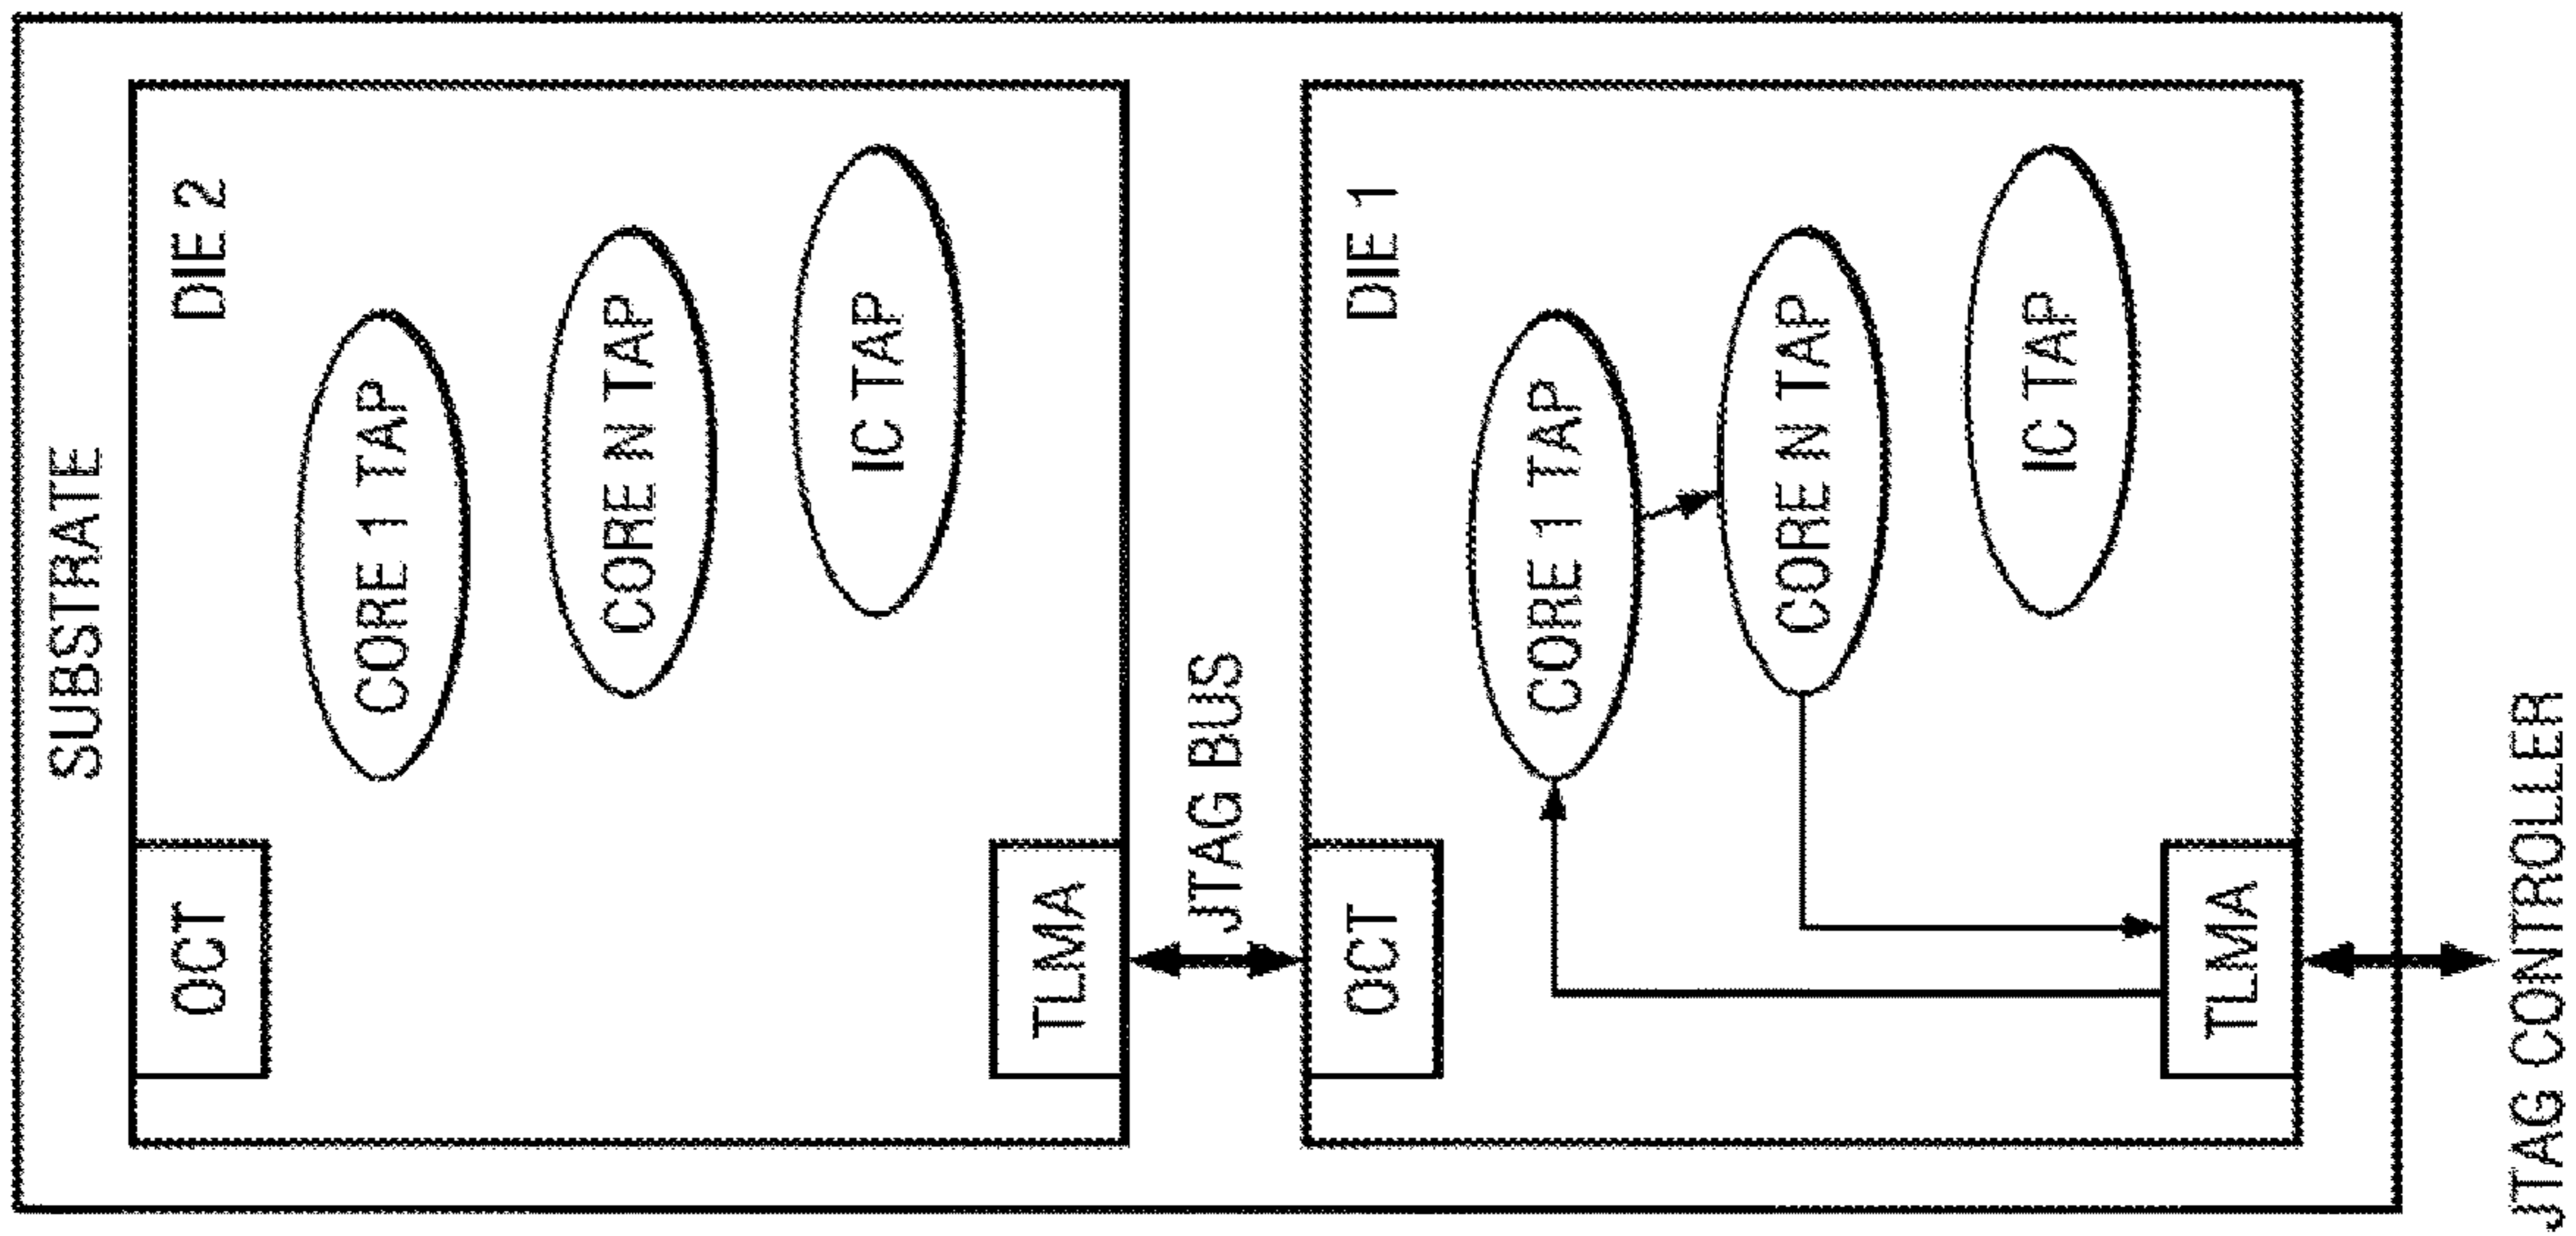 SUBSTRATE
DIE 2
OCT
CORE 1 TAP
CORE N TAP
IC TAP
TLMA
JTAG BUS
DIE 1
OCT
CORE 1 TAP
CORE N TAP
IC TAP
TLMA
JTAG CONTROLLER